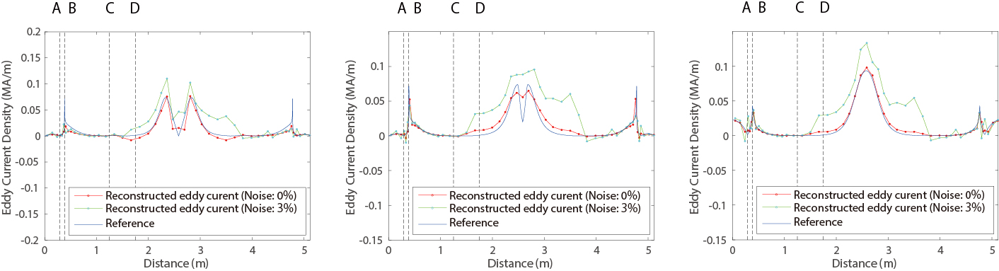 A B C D
0.2
0.15
0.1
0.05
0
-0.05
-0.1
-0.15
-0.2
Eddy Current Density (MA/m)
Reconstructed eddy curent (Noise: 0%)
Reconstructed eddy curent (Noise: 3%)
Reference
0 1 2 3 4 5
Distance (m)
A B C D
0.1
0.05
0
-0.05
-0.1
-0.15
Eddy Current Density (MA/m)
Reconstructed eddy curent (Noise: 0%)
Reconstructed eddy curent (Noise: 3%)
Reference
0 1 2 3 4 5
Distance (m)
A B C D
0.1
0.05
0
-0.05
-0.1
-0.15
Eddy Current Density (MA/m)
Reconstructed eddy curent (Noise: 0%)
Reconstructed eddy curent (Noise: 3%)
Reference
0 1 2 3 4 5
Distance (m)